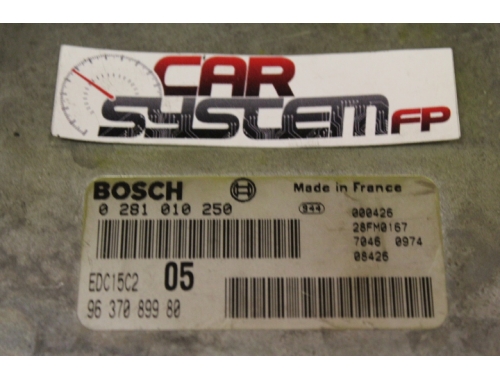 CAR
SYSTEM FP
BOSCH
Made in France
0 281 010 250
944
000426
28FM0167
7046 0974
08426
EDC15C2
05
96 370 899 80